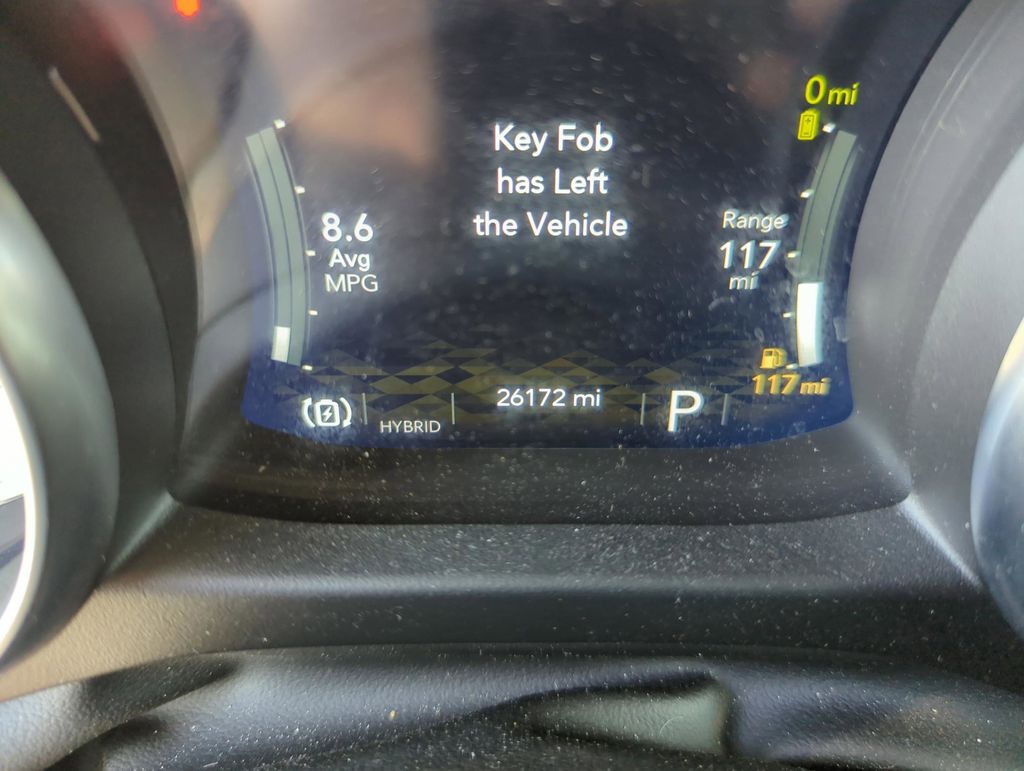 0 mi
Key Fob
has Left
the Vehicle
8.6
Avg
MPG
Range
117
mi
117 mi
HYBRID
26172 mi
P